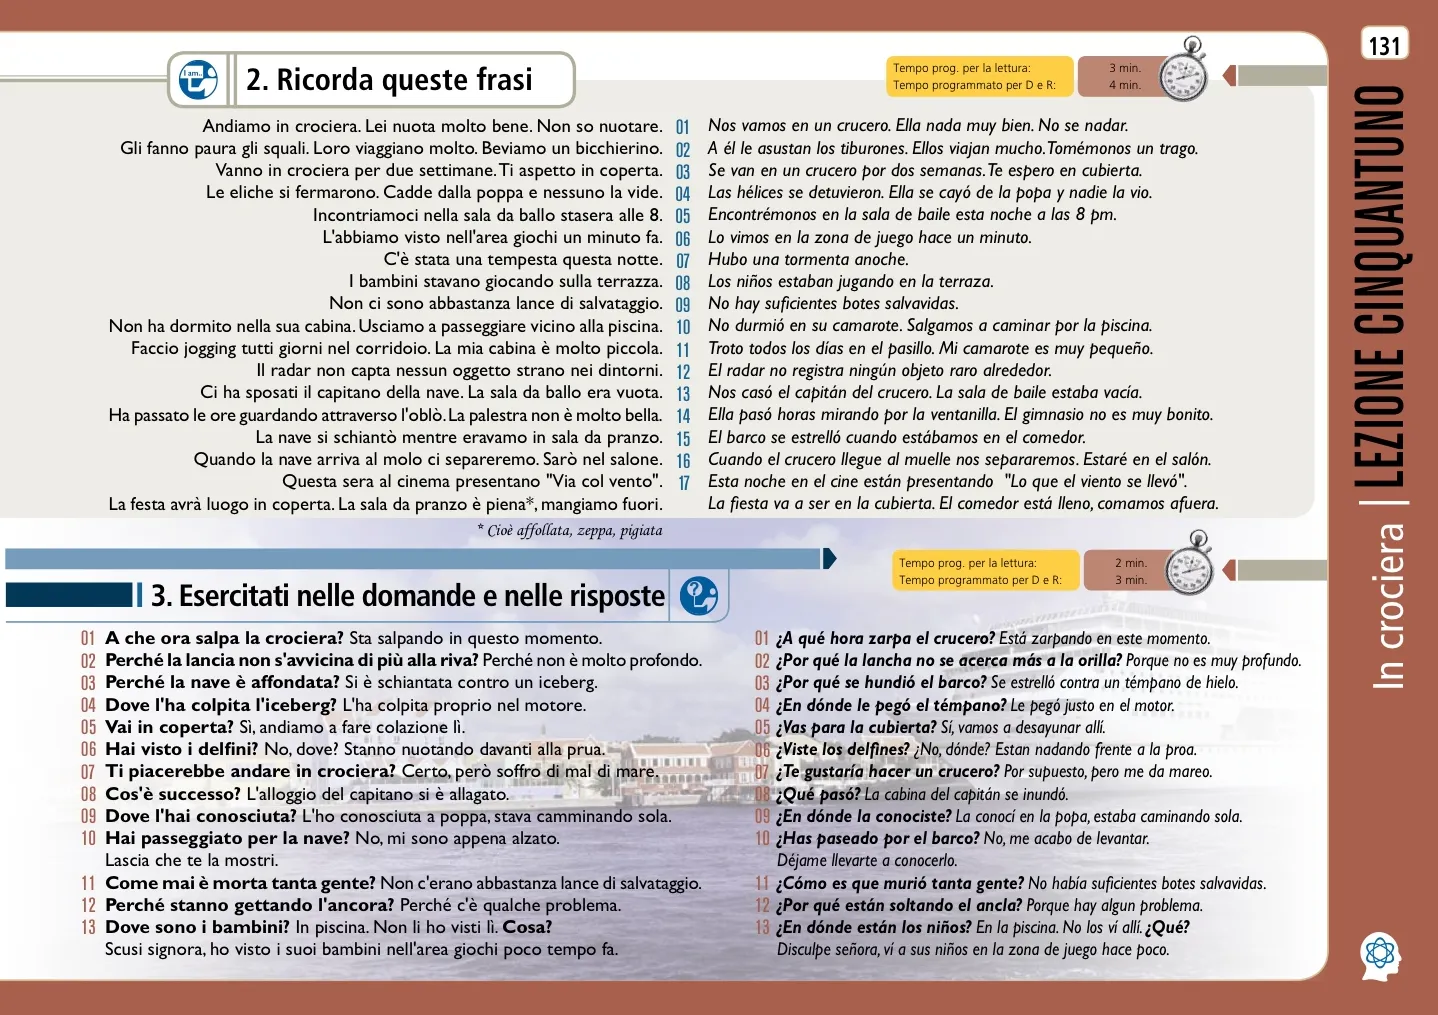 131
I am...
2. Ricorda queste frasi
Tempo prog. per la lettura: 3 min.
Tempo programmato per D e R: 4 min.
Andiamo in crociera. Lei nuota molto bene. Non so nuotare. 01 Nos vamos en un crucero. Ella nada muy bien. No se nadar.
Gli fanno paura gli squali. Loro viaggiano molto. Beviamo un bicchierino. 02 A él le asustan los tiburones. Ellos viajan mucho.Tomémonos un trago.
Vanno in crociera per due settimane.Ti aspetto in coperta. 03 Se van en un crucero por dos semanas.Te espero en cubierta.
Le eliche si fermarono. Cadde dalla poppa e nessuno la vide. 04 Las hélices se detuvieron. Ella se cayó de la popa y nadie la vio.
Incontriamoci nella sala da ballo stasera alle 8. 05 Encontrémonos en la sala de baile esta noche a las 8 pm.
L'abbiamo visto nell'area giochi un minuto fa. 06 Lo vimos en la zona de juego hace un minuto.
C'è stata una tempesta questa notte. 07 Hubo una tormenta anoche.
I bambini stavano giocando sulla terrazza. 08 Los niños estaban jugando en la terraza.
Non ci sono abbastanza lance di salvataggio. 09 No hay suficientes botes salvavidas.
Non ha dormito nella sua cabina. Usciamo a passeggiare vicino alla piscina. 10 No durmió en su camarote. Salgamos a caminar por la piscina.
Faccio jogging tutti giorni nel corridoio. La mia cabina è molto piccola. 11 Troto todos los días en el pasillo. Mi camarote es muy pequeño.
Il radar non capta nessun oggetto strano nei dintorni. 12 El radar no registra ningún objeto raro alrededor.
Ci ha sposati il capitano della nave. La sala da ballo era vuota. 13 Nos casó el capitán del crucero. La sala de baile estaba vacía.
Ha passato le ore guardando attraverso l'oblò. La palestra non è molto bella. 14 Ella pasó horas mirando por la ventanilla. El gimnasio no es muy bonito.
La nave si schiantò mentre eravamo in sala da pranzo. 15 El barco se estrelló cuando estábamos en el comedor.
Quando la nave arriva al molo ci separeremo. Sarò nel salone. 16 Cuando el crucero llegue al muelle nos separaremos. Estaré en el salón.
Questa sera al cinema presentano "Via col vento". 17 Esta noche en el cine están presentando "Lo que el viento se llevó".
La festa avrà luogo in coperta. La sala da pranzo è piena*, mangiamo fuori. La fiesta va a ser en la cubierta. El comedor está lleno, comamos afuera.
* Cioè affollata, zeppa, pigiata
Tempo prog. per la lettura: 2 min.
Tempo programmato per D e R: 3 min.
3. Esercitati nelle domande e nelle risposte
01 A che ora salpa la crociera? Sta salpando in questo momento.
02 Perché la lancia non s'avvicina di più alla riva? Perché non è molto profondo.
03 Perché la nave è affondata? Si è schiantata contro un iceberg.
04 Dove l'ha colpita l'iceberg? L'ha colpita proprio nel motore.
05 Vai in coperta? Sì, andiamo a fare colazione lì.
06 Hai visto i delfini? No, dove? Stanno nuotando davanti alla prua.
07 Ti piacerebbe andare in crociera? Certo, però soffro di mal di mare.
08 Cos'è successo? L'alloggio del capitano si è allagato.
09 Dove l'hai conosciuta? L'ho conosciuta a poppa, stava camminando sola.
10 Hai passeggiato per la nave? No, mi sono appena alzato.
Lascia che te la mostri.
11 Come mai è morta tanta gente? Non c'erano abbastanza lance di salvataggio.
12 Perché stanno gettando l'ancora? Perché c'è qualche problema.
13 Dove sono i bambini? In piscina. Non li ho visti lì. Cosa?
Scusi signora, ho visto i suoi bambini nell'area giochi poco tempo fa.
01 ¿A qué hora zarpa el crucero? Está zarpando en este momento.
02 ¿Por qué la lancha no se acerca más a la orilla? Porque no es muy profundo.
03 ¿Por qué se hundió el barco? Se estrelló contra un témpano de hielo.
04 ¿En dónde le pegó el témpano? Le pegó justo en el motor.
05 ¿Vas para la cubierta? Sí, vamos a desayunar allí.
06 ¿Viste los delfines? ¿No, dónde? Estan nadando frente a la proa.
07 ¿Te gustaría hacer un crucero? Por supuesto, pero me da mareo.
08 ¿Qué pasó? La cabina del capitán se inundó.
09 ¿En dónde la conociste? La conocí en la popa, estaba caminando sola.
10 ¿Has paseado por el barco? No, me acabo de levantar.
Déjame llevarte a conocerlo.
11 ¿Cómo es que murió tanta gente? No había suficientes botes salvavidas.
12 ¿Por qué están soltando el ancla? Porque hay algun problema.
13 ¿En dónde están los niños? En la piscina. No los ví allí. ¿Qué?
Disculpe señora, ví a sus niños en la zona de juego hace poco.
In crociera | LEZIONE CINQUANTUNO